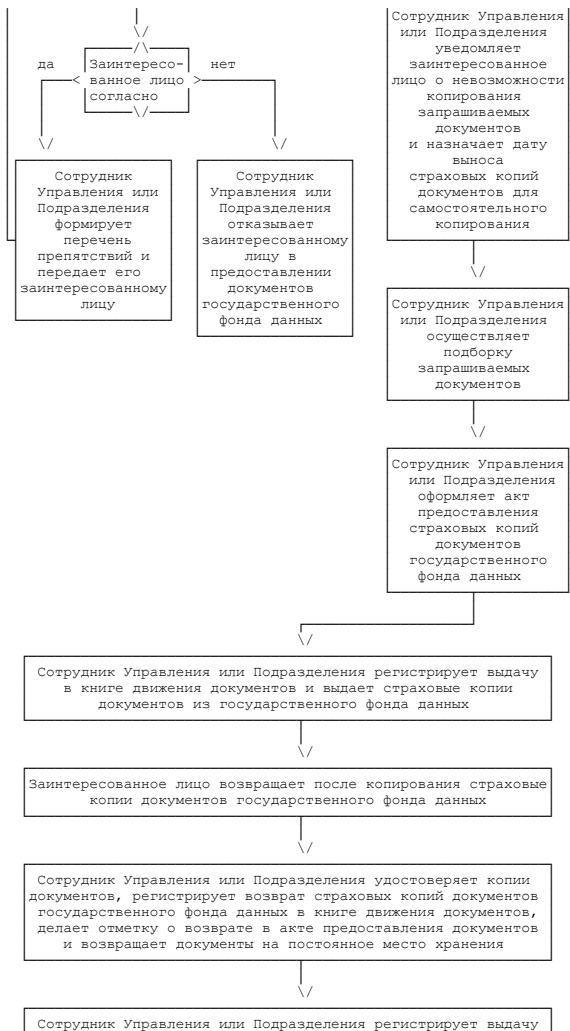 да
Заинтересо-
ванное лицо
согласно
нет
Сотрудник
Управления или
Подразделения
формирует
перечень
препятствий и
передает его
заинтересованному
лицу
Сотрудник
Управления или
Подразделения
отказывает
заинтересованному
лицу в
предоставлении
документов
государственного
фонда данных
Сотрудник Управления
или Подразделения
уведомляет
заинтересованное
лицо о невозможности
копирования
запрашиваемых
документов
и назначает дату
выноса
страховых копий
документов для
самостоятельного
копирования
Сотрудник Управления
или Подразделения
осуществляет
подборку
запрашиваемых
документов
Сотрудник Управления
или Подразделения
оформляет акт
предоставления
страховых копий
документов
государственного
фонда данных
Сотрудник Управления или Подразделения регистрирует выдачу
в книге движения документов и выдает страховые копии
документов из государственного фонда данных
Заинтересованное лицо возвращает после копирования страховые
копии документов государственного фонда данных
Сотрудник Управления или Подразделения удостоверяет копии
документов, регистрирует возврат страховых копий документов
государственного фонда данных в книге движения документов,
делает отметку о возврате в акте предоставления документов
и возвращает документы на постоянное место хранения
Сотрудник Управления или Подразделения регистрирует выдачу